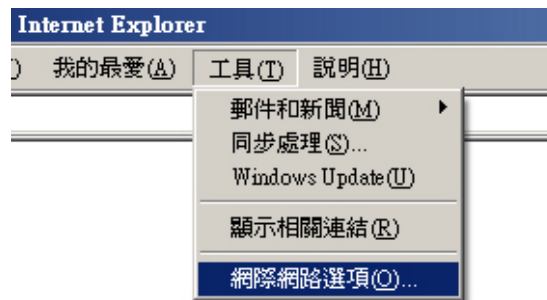 Internet Explorer
) 我的最愛(A) 工具(T) 說明(H)
郵件和新聞(M)
同步處理(S)...
Windows Update(U)
顯示相關連結(R)
網際網路選項(O)...